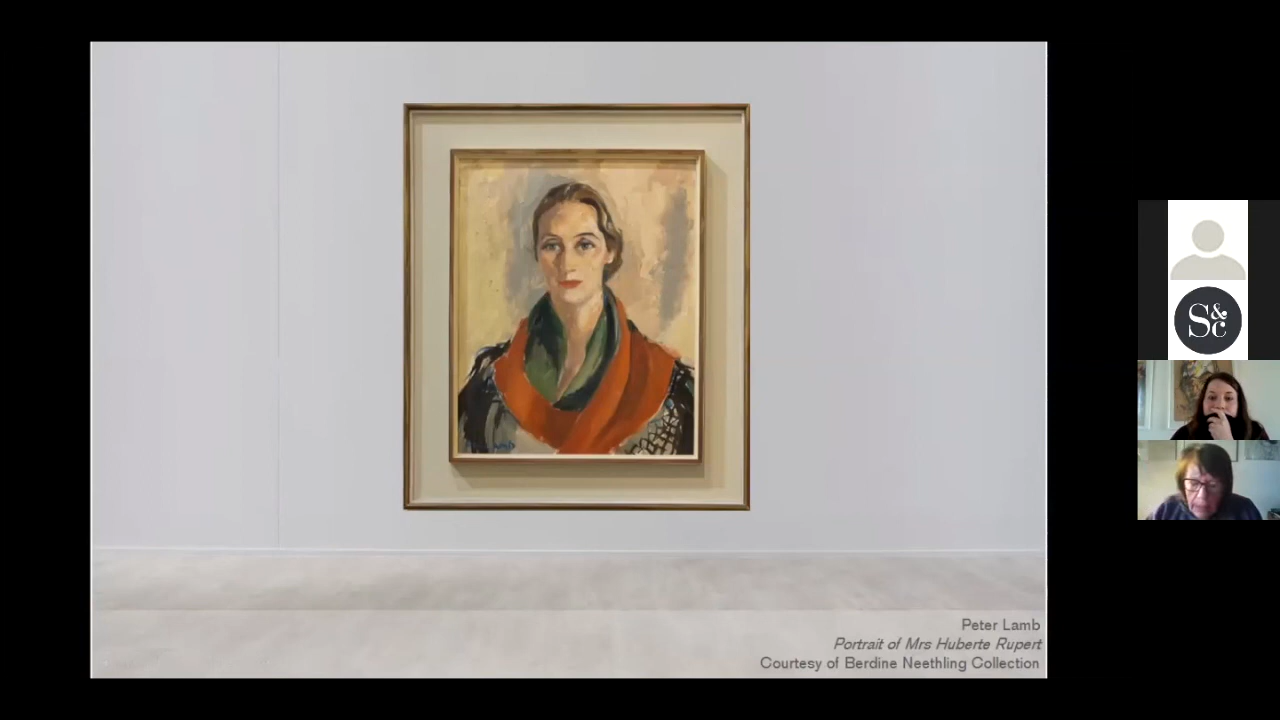 Peter Lamb
Portrait of Mrs Huberte Rupert
Courtesy of Berdine Neethling Collection
S&c